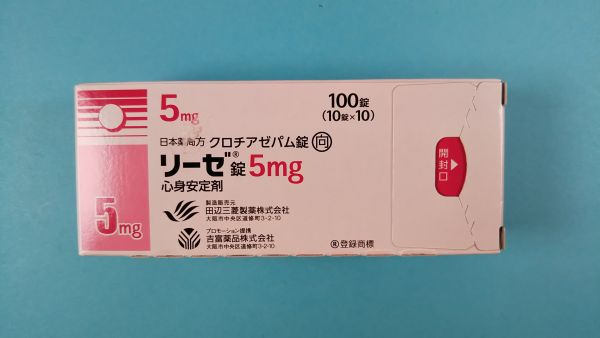 5mg
100錠
(10錠×10)
日本薬局方 クロチアゼパム錠 向
リーゼ®錠5mg
心身安定剤
製造販売元
田辺三菱製薬株式会社
大阪市中央区道修町3-2-10
プロモーション提携
吉富薬品株式会社
大阪市中央区道修町3-2-10
5mg
開封口
®登録商標